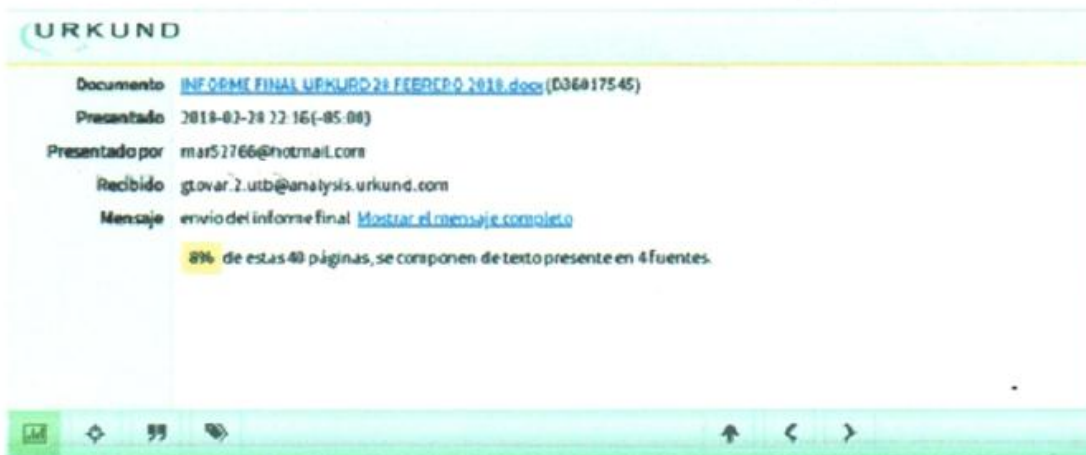 URKUND
Documento INFORME FINAL URKURD 28 FEBRERO 2018.docx (D36017545)
Presentado 2018-02-28 22:16 (-05:00)
Presentado por mar52766@hotmail.com
Recibido gtovar.2.utb@analysis.urkund.com
Mensaje envio del informe final Mostrar el mensaje completo
8% de estas 40 páginas, se componen de texto presente en 4 fuentes.